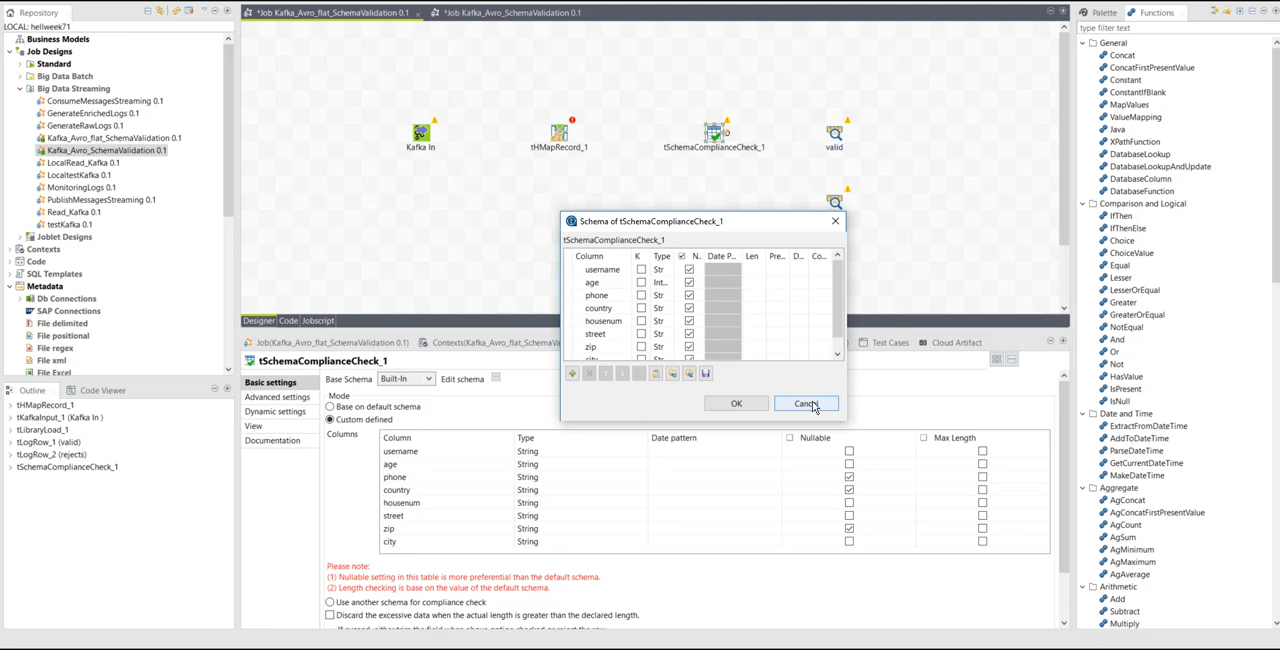 Repository
LOCAL: hellweek71
Business Models
Job Designs
Standard
Big Data Batch
Big Data Streaming
ConsumeMessagesStreaming 0.1
GenerateEnrichedLogs 0.1
GenerateRawLogs 0.1
Kafka_Avro_flat_SchemaValidation 0.1
Kafka_Avro_SchemaValidation 0.1
LocalRead_Kafka 0.1
LocaltestKafka 0.1
MonitoringLogs 0.1
PublishMessagesStreaming 0.1
Read_Kafka 0.1
testKafka 0.1
Joblet Designs
Contexts
Code
SQL Templates
Metadata
Db Connections
SAP Connections
File delimited
File positional
File regex
File xml
File Excel
Outline
Code Viewer
tHMapRecord_1
tKafkaInput_1 (Kafka In )
tLibraryLoad_1
tLogRow_1 (valid)
tLogRow_2 (rejects)
tSchemaComplianceCheck_1
*Job Kafka_Avro_flat_SchemaValidation 0.1
*Job Kafka_Avro_SchemaValidation 0.1
Kafka In
tHMapRecord_1
tSchemaComplianceCheck_1
valid
Designer
Code
Jobscript
Schema of tSchemaComplianceCheck_1
tSchemaComplianceCheck_1
Column K Type N.. Date P... Len Pre... D... Co...
username Str
age Int...
phone Str
country Str
housenum Str
street Str
zip Str
city Str
OK
Cancel
Job(Kafka_Avro_flat_SchemaValidation 0.1)
Contexts(Kafka_Avro_flat_Sc
Test Cases
Cloud Artifact
tSchemaComplianceCheck_1
Basic settings
Advanced settings
Dynamic settings
View
Documentation
Base Schema Built-In Edit schema
Mode
Base on default schema
Custom defined
Columns
Column Type Date pattern Nullable Max Length
username String
age String
phone String
country String
housenum String
street String
zip String
city String
Please note:
(1) Nullable setting in this table is more preferential than the default schema.
(2) Length checking is base on the value of the default schema.
Use another schema for compliance check
Discard the excessive data when the actual length is greater than the declared length.
Palette
Functions
type filter text
General
Concat
ConcatFirstPresentValue
Constant
ConstantIfBlank
MapValues
ValueMapping
Java
XPathFunction
DatabaseLookup
DatabaseLookupAndUpdate
DatabaseColumn
DatabaseFunction
Comparison and Logical
IfThen
IfThenElse
Choice
ChoiceValue
Equal
Lesser
LesserOrEqual
Greater
GreaterOrEqual
NotEqual
And
Or
Not
HasValue
IsPresent
IsNull
Date and Time
ExtractFromDateTime
AddToDateTime
ParseDateTime
GetCurrentDateTime
MakeDateTime
Aggregate
AgConcat
AgConcatFirstPresentValue
AgCount
AgSum
AgMinimum
AgMaximum
AgAverage
Arithmetic
Add
Subtract
Multiply